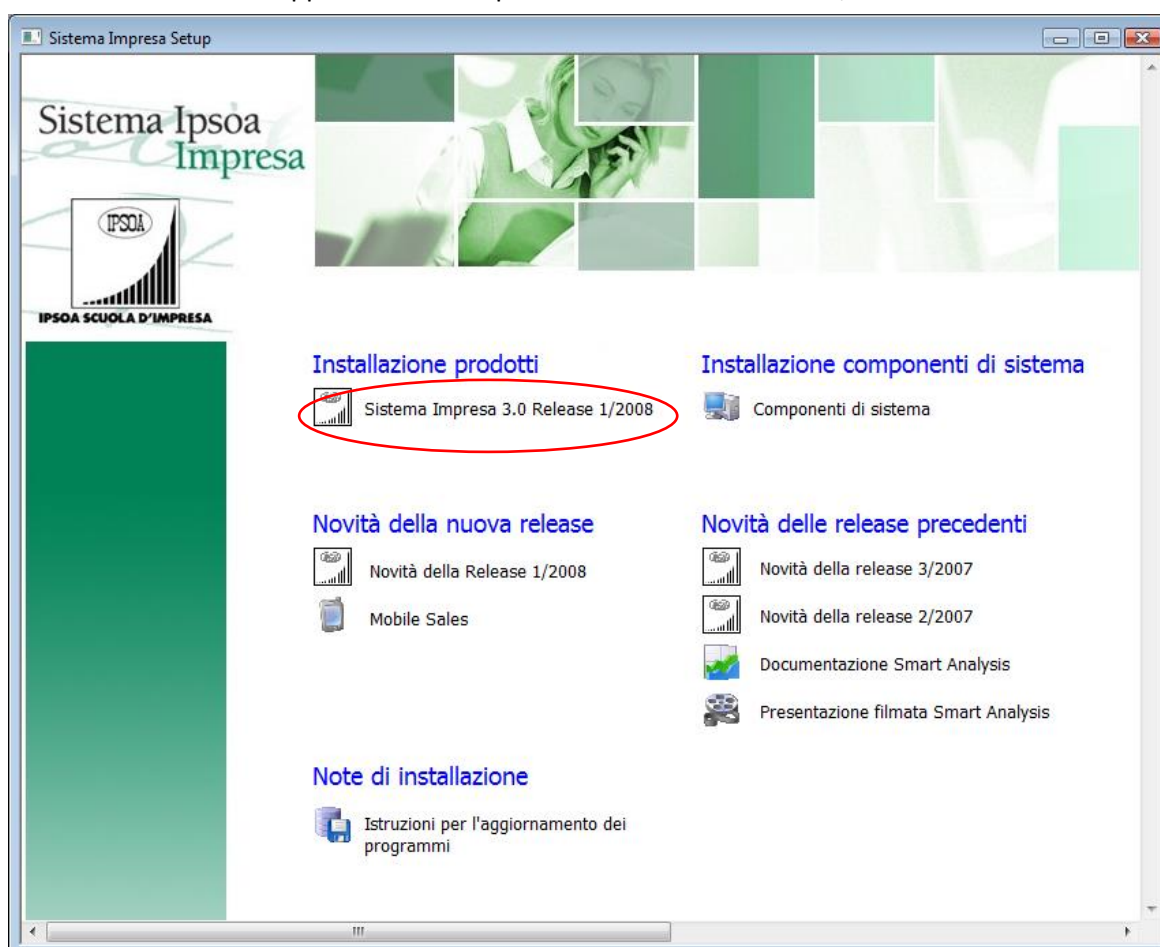 Sistema Impresa Setup
Sistema Ipsoa
Impresa
IPSOA
IPSOA SCUOLA D'IMPRESA
Installazione prodotti
Sistema Impresa 3.0 Release 1/2008
Installazione componenti di sistema
Componenti di sistema
Novità della nuova release
Novità della Release 1/2008
Mobile Sales
Novità delle release precedenti
Novità della release 3/2007
Novità della release 2/2007
Documentazione Smart Analysis
Presentazione filmata Smart Analysis
Note di installazione
Istruzioni per l'aggiornamento dei
programmi